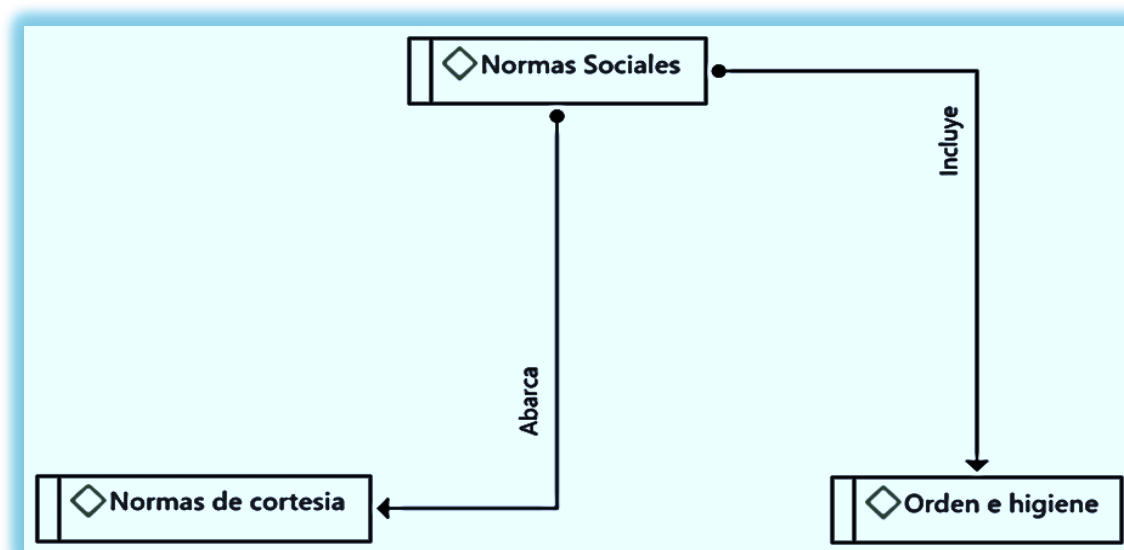 Normas Sociales
Incluye
Abarca
Normas de cortesia
Orden e higiene